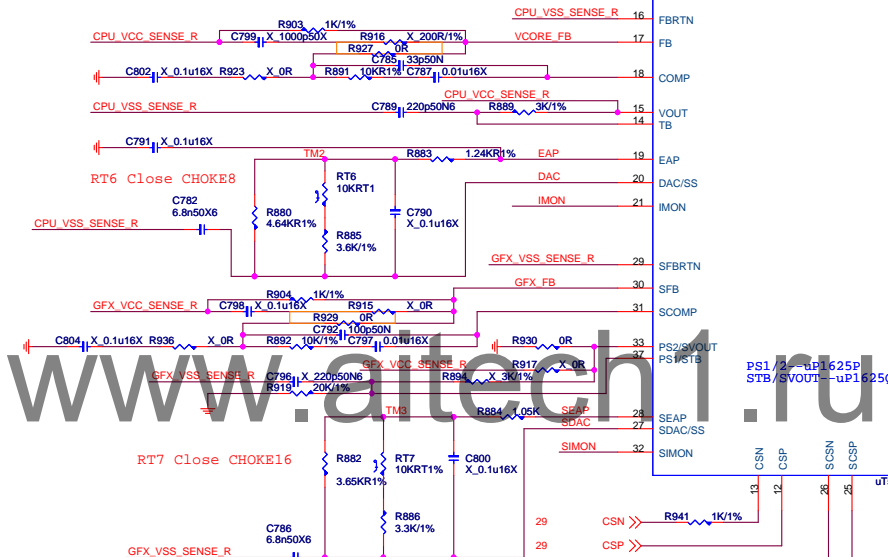 CPU_VSS_SENSE_R 16 FBRTN
R903 1K/1%
CPU_VCC_SENSE_R C799 X_1000p50X R916 X_200R/1% VCORE_FB 17 FB
R927 0R
C785 33p50N
C802 X_0.1u16X R923 X_0R R891 10KR1% C787 0.01u16X 18 COMP
CPU_VCC_SENSE_R
CPU_VSS_SENSE_R C789 220p50N6 R889 3K/1% 15 VOUT
14 TB
C791 X_0.1u16X
TM2 R883 1.24KR1% EAP 19 EAP
RT6 Close CHOKE8
RT6
10KRT1
DAC 20 DAC/SS
C782
6.8n50X6
IMON 21 IMON
R880
4.64KR1%
C790
X_0.1u16X
CPU_VSS_SENSE_R
R885
3.6K/1%
GFX_VSS_SENSE_R 29 SFBRTN
GFX_FB 30 SFB
R904 1K/1%
GFX_VCC_SENSE_R C798 X_0.1u16X R915 X_0R 31 SCOMP
R929 0R
C792 100p50N
C804 X_0.1u16X R936 X_0R R892 10K/1% C797 0.01u16X R930 0R 33 PS2/SVOUT
37 PS1/STB
GFX_VCC_SENSE_R R917 X_0R
PS1/2--uP1625P
STB/SVOUT--uP1625Q
GFX_VSS_SENSE_R C796 X_220p50N6 R894 X_3K/1%
R919 20K/1%
www.aitech1.ru
TM3 R884 1.05K SEAP 28 SEAP
SDAC 27 SDAC/SS
RT7 Close CHOKE16
SIMON 32 SIMON
R882
3.65KR1%
RT7
10KRT1%
C800
X_0.1u16X
CSN CSP SCSN SCSP
13 12 26 25
R886
3.3K/1%
29 CSN R941 1K/1%
C786
6.8n50X6
29 CSP
GFX_VSS_SENSE_R